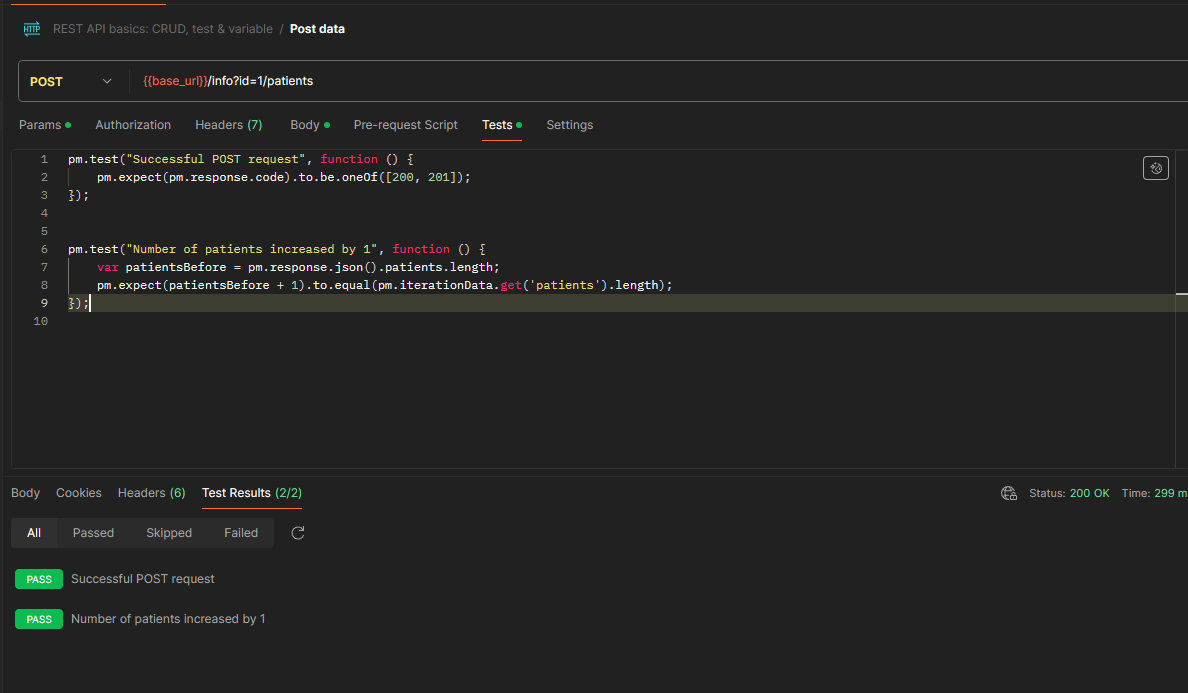 HTTP REST API basics: CRUD, test & variable / Post data
POST {{base_url}}/info?id=1/patients
Params Authorization Headers (7) Body Pre-request Script Tests Settings
1 pm.test("Successful POST request", function () {
2 pm.expect(pm.response.code).to.be.oneOf([200, 201]);
3 });
4
5
6 pm.test("Number of patients increased by 1", function () {
7 var patientsBefore = pm.response.json().patients.length;
8 pm.expect(patientsBefore + 1).to.equal(pm.iterationData.get('patients').length);
9 });
10
Body Cookies Headers (6) Test Results (2/2) Status: 200 OK Time: 299 m
All Passed Skipped Failed
PASS Successful POST request
PASS Number of patients increased by 1